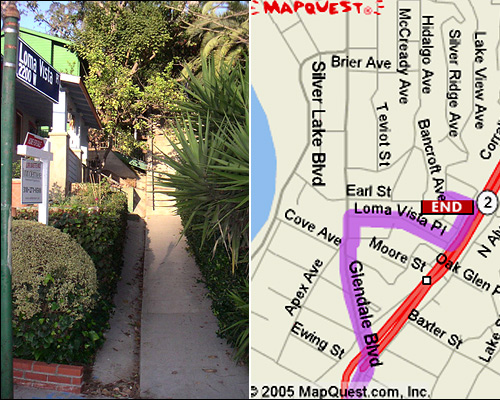 Loma Vista
2200 W
MAPQUEST
Brier Ave
McCready Ave
Hidalgo Ave
Silver Ridge Ave
Lake View Ave
Silver Lake Blvd
Teviot St
Bancroft Ave
Earl St
Loma Vista Pl
END
2
Cove Ave
Moore St
Oak Glen P
N Alv
Apex Ave
Glendale Blvd
Ewing St
Baxter St
Lake
© 2005 MapQuest.com, Inc.